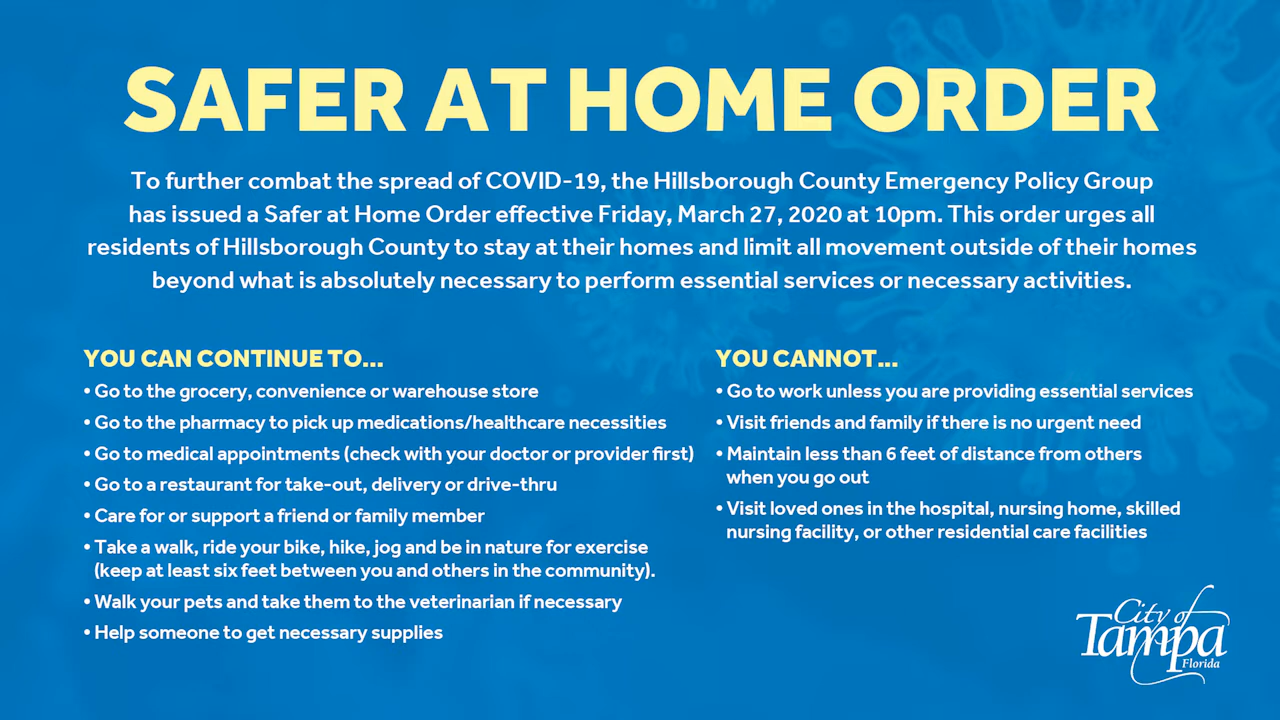 SAFER AT HOME ORDER
To further combat the spread of COVID-19, the Hillsborough County Emergency Policy Group
has issued a Safer at Home Order effective Friday, March 27, 2020 at 10pm. This order urges all
residents of Hillsborough County to stay at their homes and limit all movement outside of their homes
beyond what is absolutely necessary to perform essential services or necessary activities.
YOU CAN CONTINUE TO...
• Go to the grocery, convenience or warehouse store
• Go to the pharmacy to pick up medications/healthcare necessities
• Go to medical appointments (check with your doctor or provider first)
• Go to a restaurant for take-out, delivery or drive-thru
• Care for or support a friend or family member
• Take a walk, ride your bike, hike, jog and be in nature for exercise
(keep at least six feet between you and others in the community).
• Walk your pets and take them to the veterinarian if necessary
• Help someone to get necessary supplies
YOU CANNOT...
• Go to work unless you are providing essential services
• Visit friends and family if there is no urgent need
• Maintain less than 6 feet of distance from others
when you go out
• Visit loved ones in the hospital, nursing home, skilled
nursing facility, or other residential care facilities
City of
Tampa
Florida